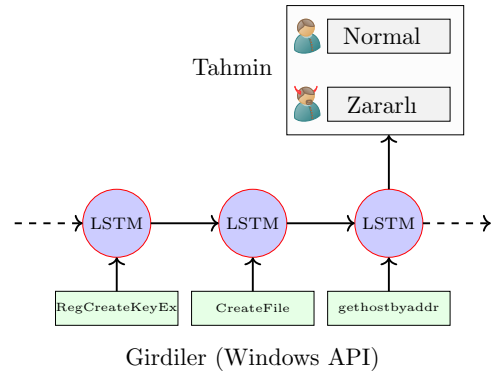 Normal
Tahmin
Zararlı
LSTM LSTM LSTM
RegCreateKeyEx CreateFile gethostbyaddr
Girdiler (Windows API)